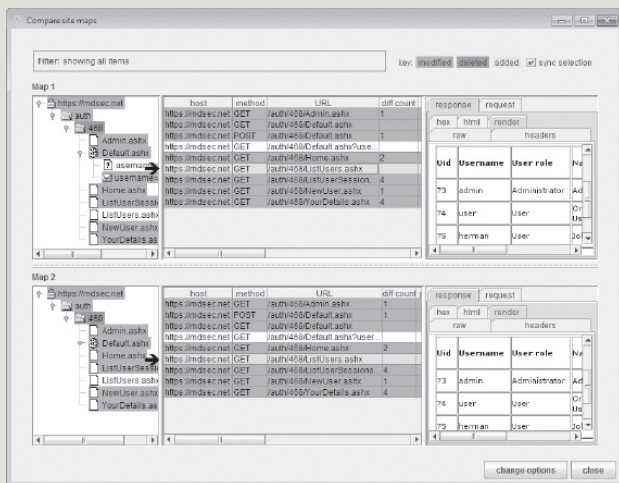 Compare site maps
Filter: showing all items
key: modified deleted added sync selection
Map 1
https://mdsec.net
auth
468
Admin.ashx
Default.ashx
username
username
Home.ashx
ListUserSessi
ListUsers.ashx
NewUser.ashx
YourDetails.as
host method URL diff count
https://mdsec.net GET /auth/468/Admin.ashx 1
https://mdsec.net GET /auth/468/Default.ashx
https://mdsec.net POST /auth/468/Default.ashx 1
https://mdsec.net GET /auth/468/Default.ashx?use...
https://mdsec.net GET /auth/468/Home.ashx 2
https://mdsec.net GET /auth/468/ListUsers.ashx
https://mdsec.net GET /auth/468/ListUserSession... 4
https://mdsec.net GET /auth/468/NewUser.ashx 1
https://mdsec.net GET /auth/468/YourDetails.ashx 4
response request
hex html render
raw headers
Uid Username User role Na
73 admin Administrator Ad
74 user User Or
Us
75 herman User Jo
Map 2
https://mdsec.net
auth
468
Admin.ashx
Default.ashx
Home.ashx
ListUserSessi
ListUsers.ashx
NewUser.ashx
YourDetails.as
host method URL diff count
https://mdsec.net GET /auth/468/Admin.ashx 1
https://mdsec.net POST /auth/468/Default.ashx 1
https://mdsec.net GET /auth/468/Default.ashx
https://mdsec.net GET /auth/468/Default.ashx?user...
https://mdsec.net GET /auth/468/Home.ashx 2
https://mdsec.net GET /auth/468/ListUsers.ashx
https://mdsec.net GET /auth/468/ListUserSessions... 4
https://mdsec.net GET /auth/468/NewUser.ashx 1
https://mdsec.net GET /auth/468/YourDetails.ashx 4
response request
hex html render
raw headers
Uid Username User role Na
73 admin Administrator Ad
74 user User Or
Us
75 herman User Jo
change options close